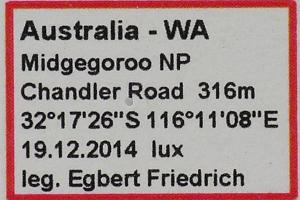 Australia - WA
Midgegoroo NP
Chandler Road 316m
32°17'26"S 116°11'08"E
19.12.2014 lux
leg. Egbert Friedrich